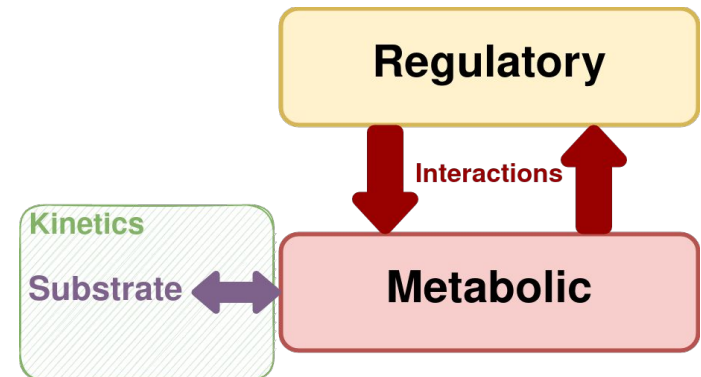 Regulatory
Interactions
Kinetics
Substrate
Metabolic